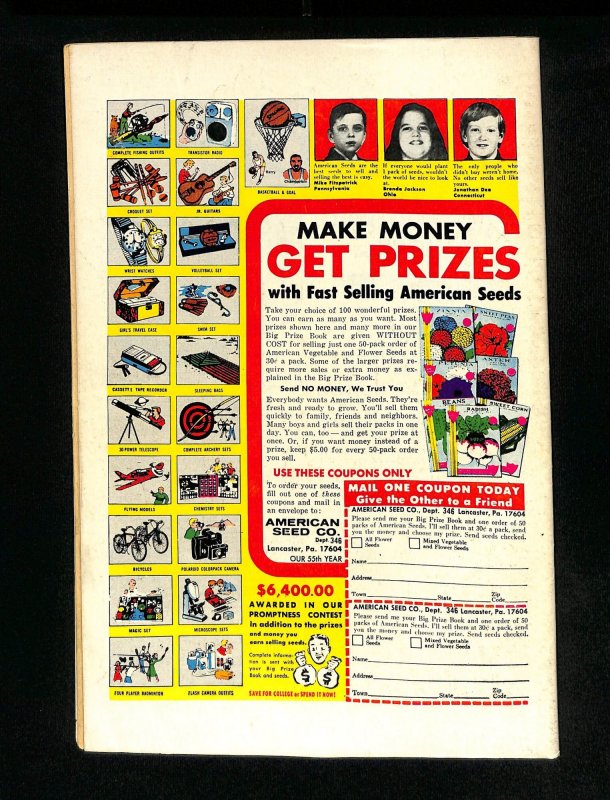 COMPLETE FISHING OUTFITS
TRANSISTOR RADIO
BASKETBALL & GOAL
CROQUET SET
JR. GUITARS
WRIST WATCHES
VOLLEYBALL SET
GIRL'S TRAVEL CASE
SWIM SET
CASSETTE TAPE RECORDER
SLEEPING BAGS
30 POWER TELESCOPE
COMPLETE ARCHERY SETS
FLYING MODELS
CHEMISTRY SETS
BICYCLES
POLAROID COLORPACK CAMERA
MAGIC SET
MICROSCOPE SETS
FOUR PLAYER BADMINTON
FLASH CAMERA OUTFITS
American Seeds are the
best seeds to sell and
selling the best is easy.
Mike Fitzpatrick
Pennsylvania
If everyone would plant
1 pack of seeds, wouldn't
the world be nice to look
at.
Brenda Jackson
Ohio
The only people who
didn't buy weren't home.
No other seeds sell like
yours.
Jonathan Dea
Connecticut
MAKE MONEY
GET PRIZES
with Fast Selling American Seeds
Take your choice of 100 wonderful prizes.
You can earn as many as you want. Most
prizes shown here and many more in our
Big Prize Book are given WITHOUT
COST for selling just one 50-pack order of
American Vegetable and Flower Seeds at
30¢ a pack. Some of the larger prizes re-
quire more sales or extra money as ex-
plained in the Big Prize Book.
Send NO MONEY, We Trust You
Everybody wants American Seeds. They're
fresh and ready to grow. You'll sell them
quickly to family, friends and neighbors.
Many boys and girls sell their packs in one
day. You can, too — and get your prize at
once. Or, if you want money instead of a
prize, keep $5.00 for every 50-pack order
you sell.
ZINNIA
SWEET PEAS
ASTER
BEANS
RADISH
SWEET CORN
USE THESE COUPONS ONLY
To order your seeds,
fill out one of these
coupons and mail in
an envelope to:
AMERICAN
SEED CO.
Dept. 346
Lancaster, Pa. 17604
OUR 55th YEAR
MAIL ONE COUPON TODAY
Give the Other to a Friend
AMERICAN SEED CO., Dept. 346 Lancaster, Pa. 17604
Please send me your Big Prize Book and one order of 50
packs of American Seeds. I'll sell them at 30¢ a pack, send
you the money and choose my prize. Send seeds checked.
All Flower
Seeds
Mixed Vegetable
and Flower Seeds
Name
Address
Town State Zip
Code
AMERICAN SEED CO., Dept. 346 Lancaster, Pa. 17604
Please send me your Big Prize Book and one order of 50
packs of American Seeds. I'll sell them at 30¢ a pack, send
you the money and choose my prize. Send seeds checked.
All Flower
Seeds
Mixed Vegetable
and Flower Seeds
Name
Address
Town State Zip
Code
$6,400.00
AWARDED IN OUR
PROMPTNESS CONTEST
In addition to the prizes
and money you
earn selling seeds.
Complete informa-
tion is sent with
your Big Prize
Book and seeds.
SAVE FOR COLLEGE or SPEND IT NOW!